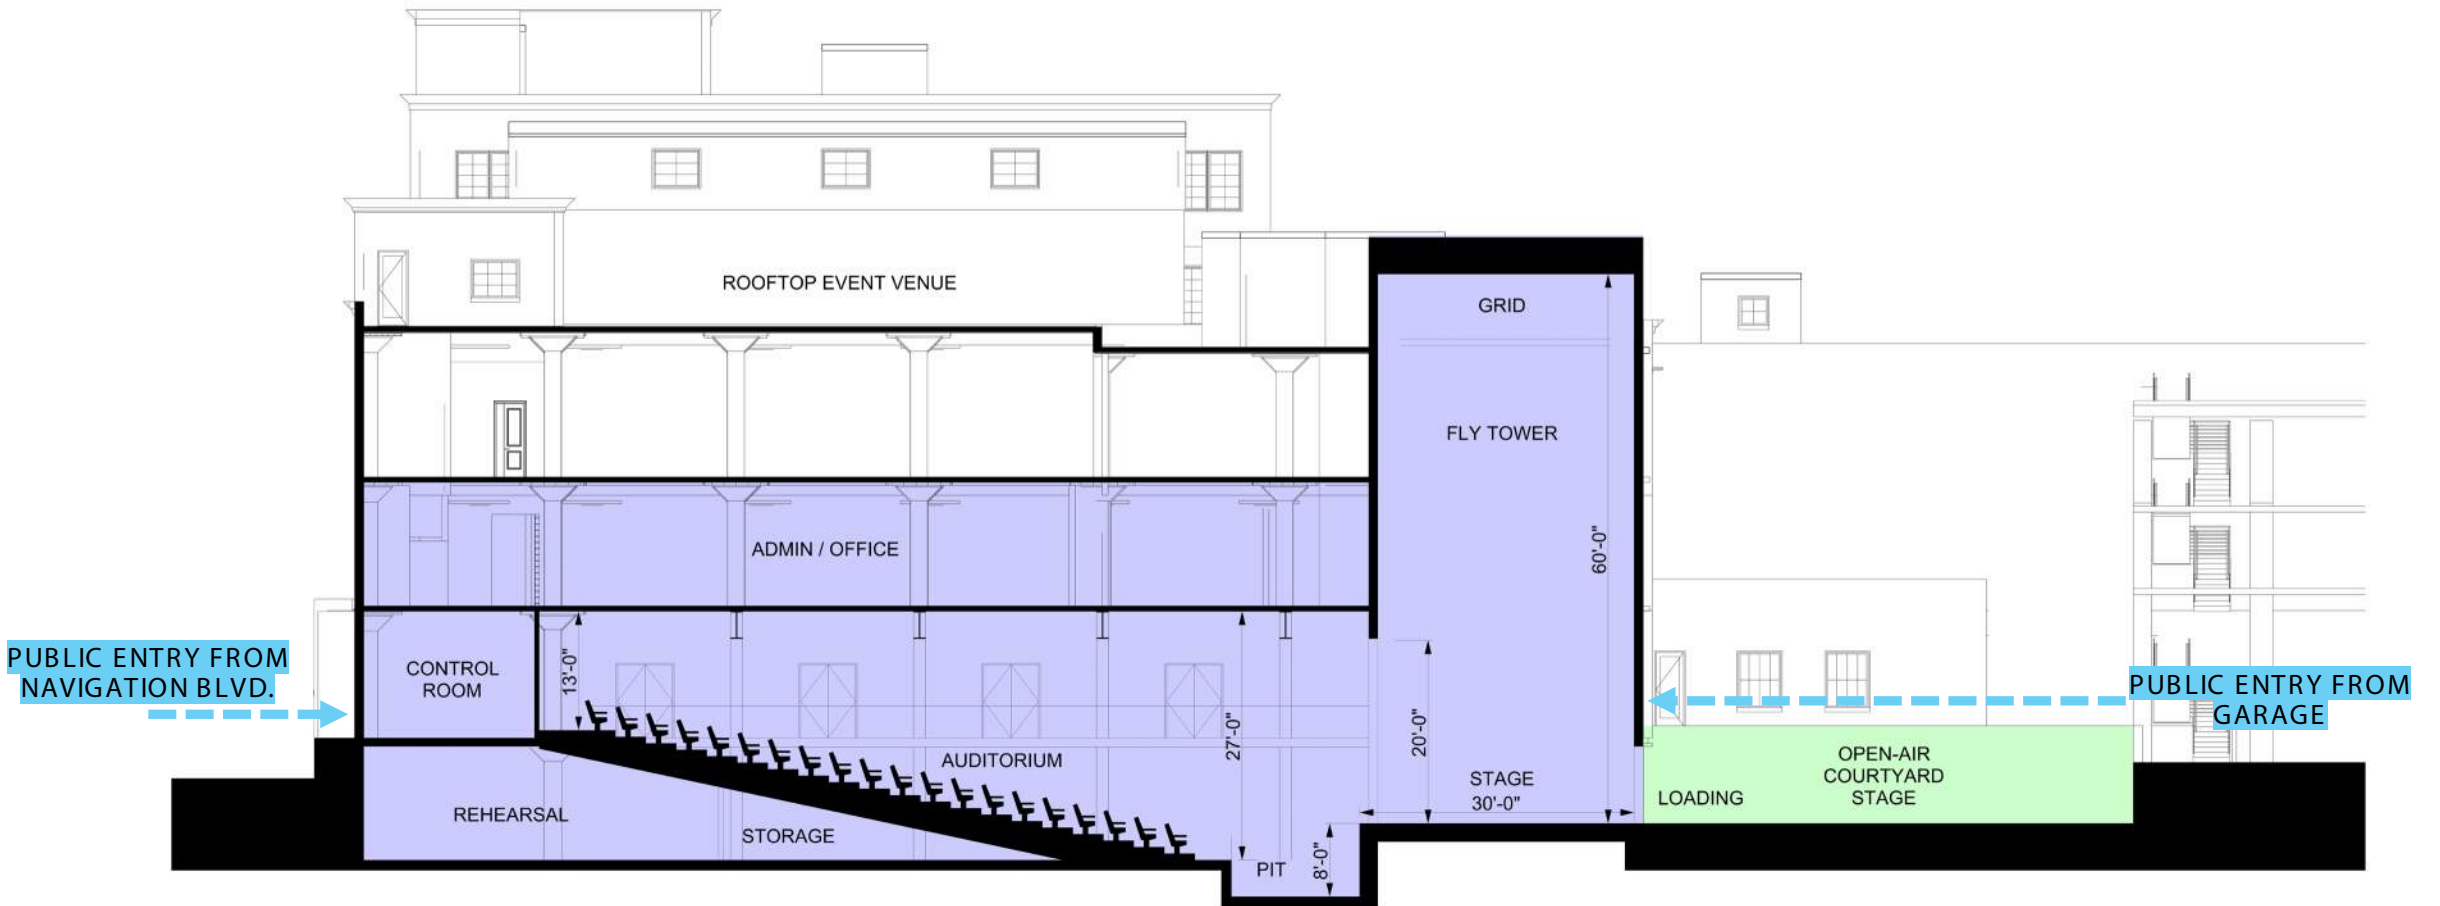 ROOFTOP EVENT VENUE
GRID
FLY TOWER
60'-0"
ADMIN / OFFICE
PUBLIC ENTRY FROM
NAVIGATION BLVD.
CONTROL
ROOM
13'-0"
27'-0"
20'-0"
PUBLIC ENTRY FROM
GARAGE
AUDITORIUM
STAGE
30'-0"
OPEN-AIR
COURTYARD
STAGE
LOADING
REHEARSAL
STORAGE
PIT
8'-0"